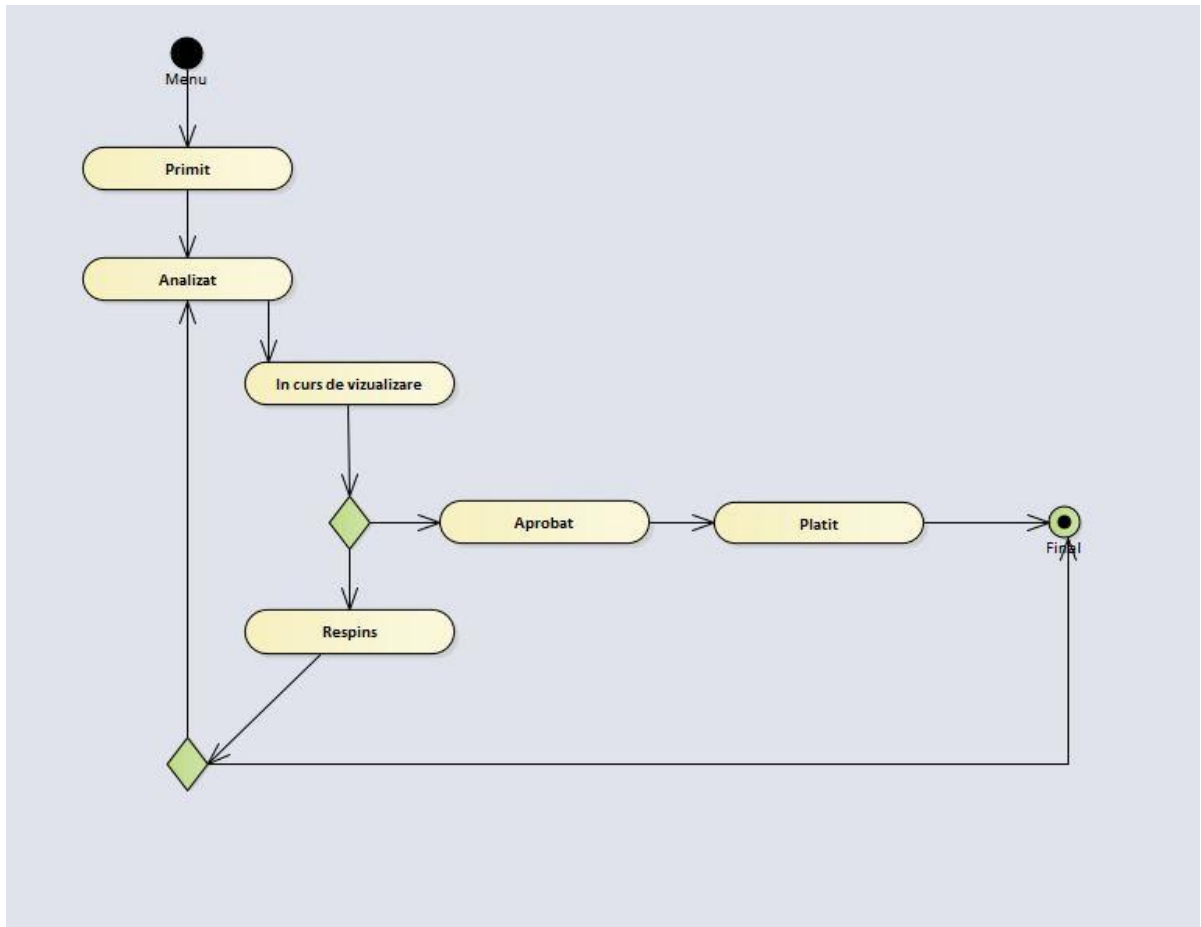 Menu
Primit
Analizat
In curs de vizualizare
Aprobat
Platit
Final
Respins